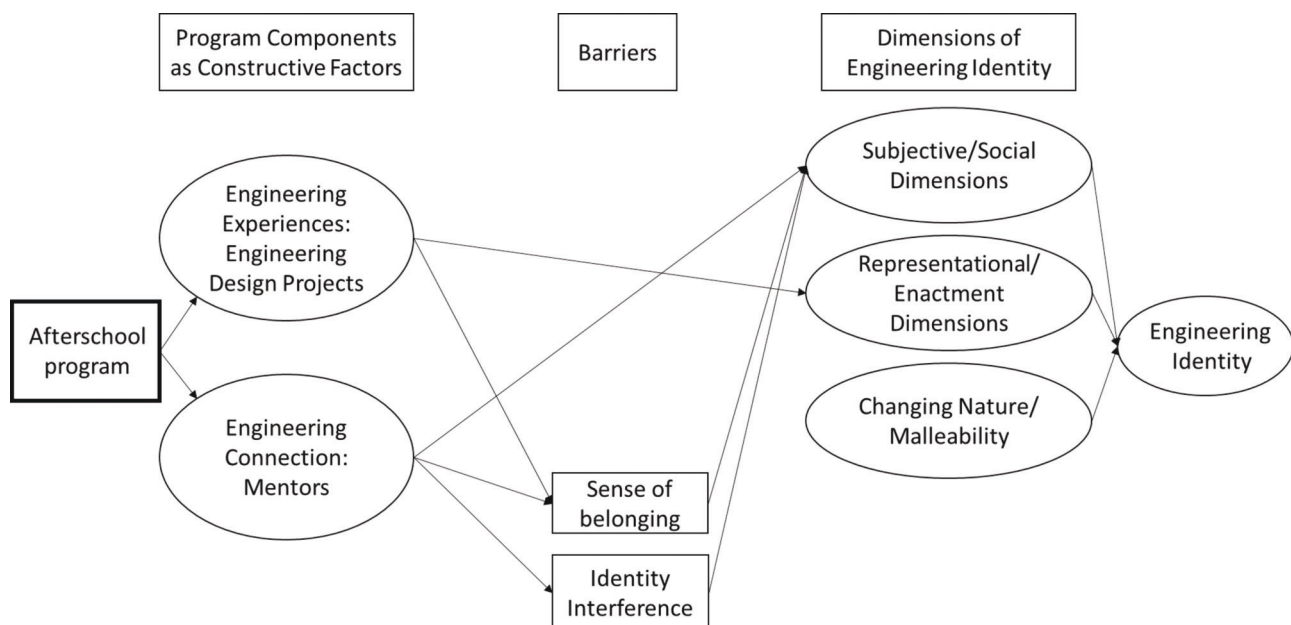 Program Components
as Constructive Factors
Barriers
Dimensions of
Engineering Identity
Afterschool
program
Engineering
Experiences:
Engineering
Design Projects
Engineering
Connection:
Mentors
Sense of
belonging
Identity
Interference
Subjective/Social
Dimensions
Representational/
Enactment
Dimensions
Changing Nature/
Malleability
Engineering
Identity